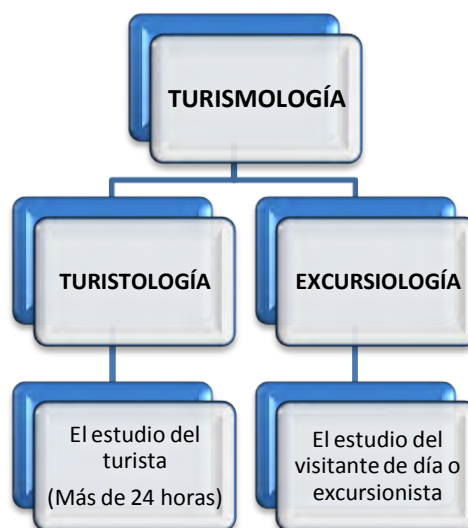 TURISMOLOGÍA
TURISTOLOGÍA
EXCURSIOLOGÍA
El estudio del
turista
(Más de 24 horas)
El estudio del
visitante de día o
excursionista